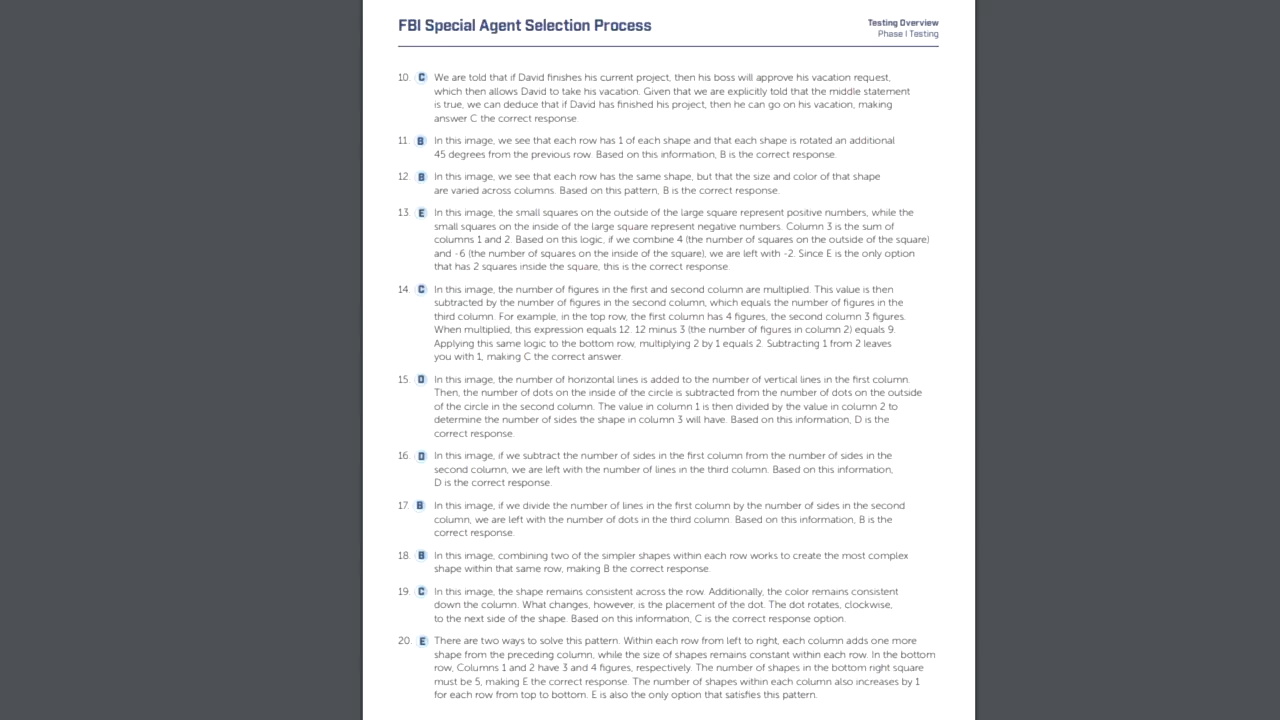 FBI Special Agent Selection Process
Testing Overview
Phase I Testing
10. C We are told that if David finishes his current project, then his boss will approve his vacation request,
which then allows David to take his vacation. Given that we are explicitly told that the middle statement
is true, we can deduce that if David has finished his project, then he can go on his vacation, making
answer C the correct response.
11. B In this image, we see that each row has 1 of each shape and that each shape is rotated an additional
45 degrees from the previous row. Based on this information, B is the correct response.
12. B In this image, we see that each row has the same shape, but that the size and color of that shape
are varied across columns. Based on this pattern, B is the correct response.
13. E In this image, the small squares on the outside of the large square represent positive numbers, while the
small squares on the inside of the large square represent negative numbers. Column 3 is the sum of
columns 1 and 2. Based on this logic, if we combine 4 (the number of squares on the outside of the square)
and -6 (the number of squares on the inside of the square), we are left with -2. Since E is the only option
that has 2 squares inside the square, this is the correct response.
14. C In this image, the number of figures in the first and second column are multiplied. This value is then
subtracted by the number of figures in the second column, which equals the number of figures in the
third column. For example, in the top row, the first column has 4 figures, the second column 3 figures.
When multiplied, this expression equals 12. 12 minus 3 (the number of figures in column 2) equals 9.
Applying this same logic to the bottom row, multiplying 2 by 1 equals 2. Subtracting 1 from 2 leaves
you with 1, making C the correct answer.
15. D In this image, the number of horizontal lines is added to the number of vertical lines in the first column.
Then, the number of dots on the inside of the circle is subtracted from the number of dots on the outside
of the circle in the second column. The value in column 1 is then divided by the value in column 2 to
determine the number of sides the shape in column 3 will have. Based on this information, D is the
correct response.
16. D In this image, if we subtract the number of sides in the first column from the number of sides in the
second column, we are left with the number of lines in the third column. Based on this information,
D is the correct response.
17. B In this image, if we divide the number of lines in the first column by the number of sides in the second
column, we are left with the number of dots in the third column. Based on this information, B is the
correct response.
18. B In this image, combining two of the simpler shapes within each row works to create the most complex
shape within that same row, making B the correct response.
19. C In this image, the shape remains consistent across the row. Additionally, the color remains consistent
down the column. What changes, however, is the placement of the dot. The dot rotates, clockwise,
to the next side of the shape. Based on this information, C is the correct response option.
20. E There are two ways to solve this pattern. Within each row from left to right, each column adds one more
shape from the preceding column, while the size of shapes remains constant within each row. In the bottom
row, Columns 1 and 2 have 3 and 4 figures, respectively. The number of shapes in the bottom right square
must be 5, making E the correct response. The number of shapes within each column also increases by 1
for each row from top to bottom. E is also the only option that satisfies this pattern.